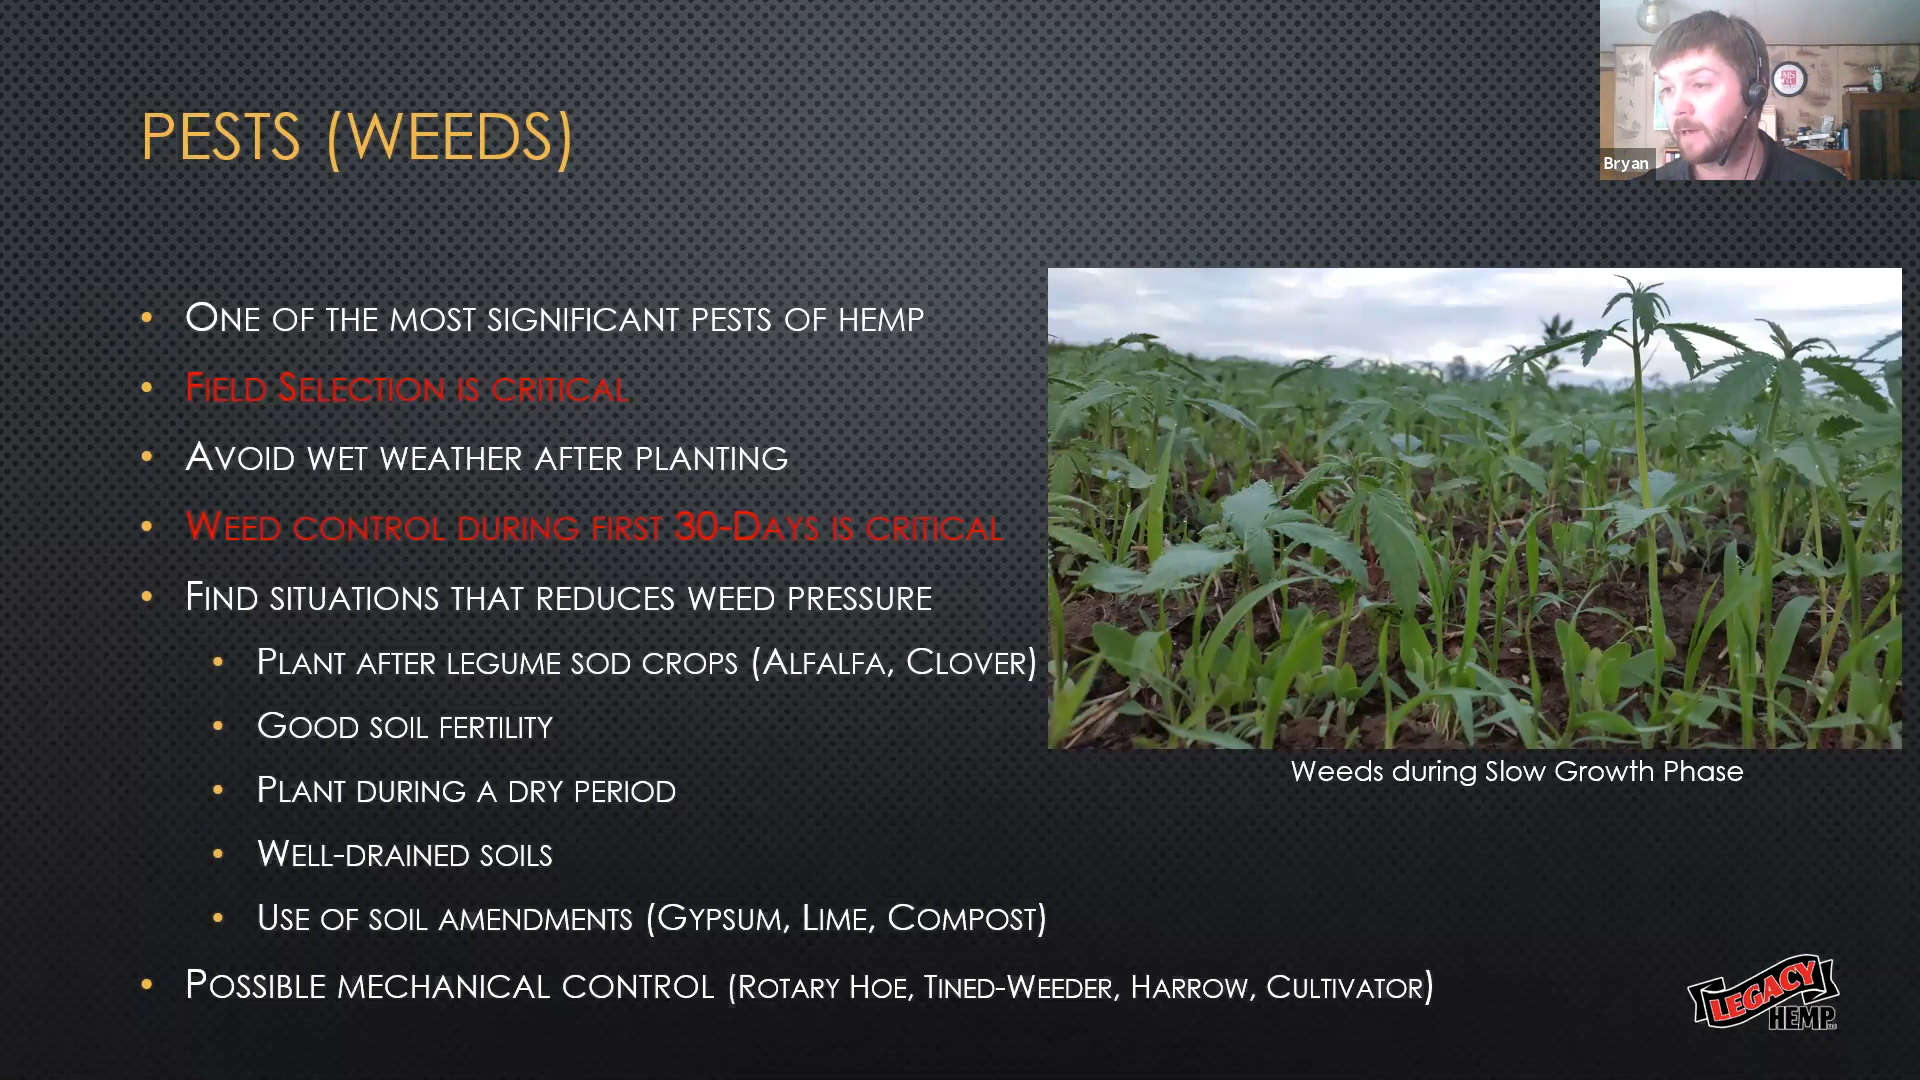 Bryan
PESTS (WEEDS)
• ONE OF THE MOST SIGNIFICANT PESTS OF HEMP
• FIELD SELECTION IS CRITICAL
• AVOID WET WEATHER AFTER PLANTING
• WEED CONTROL DURING FIRST 30-DAYS IS CRITICAL
• FIND SITUATIONS THAT REDUCES WEED PRESSURE
• PLANT AFTER LEGUME SOD CROPS (ALFALFA, CLOVER)
• GOOD SOIL FERTILITY
• PLANT DURING A DRY PERIOD
• WELL-DRAINED SOILS
• USE OF SOIL AMENDMENTS (GYPSUM, LIME, COMPOST)
• POSSIBLE MECHANICAL CONTROL (ROTARY HOE, TINED-WEEDER, HARROW, CULTIVATOR)
Weeds during Slow Growth Phase
LEGACY
HEMP